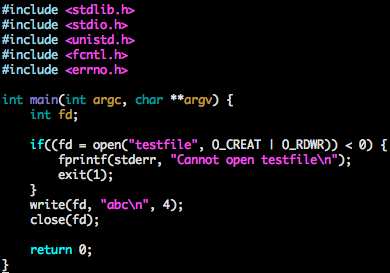 #include <stdlib.h>
#include <stdio.h>
#include <unistd.h>
#include <fcntl.h>
#include <errno.h>

int main(int argc, char **argv) {
    int fd;

    if((fd = open("testfile", O_CREAT | O_RDWR)) < 0) {
        fprintf(stderr, "Cannot open testfile\n");
        exit(1);
    }
    write(fd, "abc\n", 4);
    close(fd);

    return 0;
}